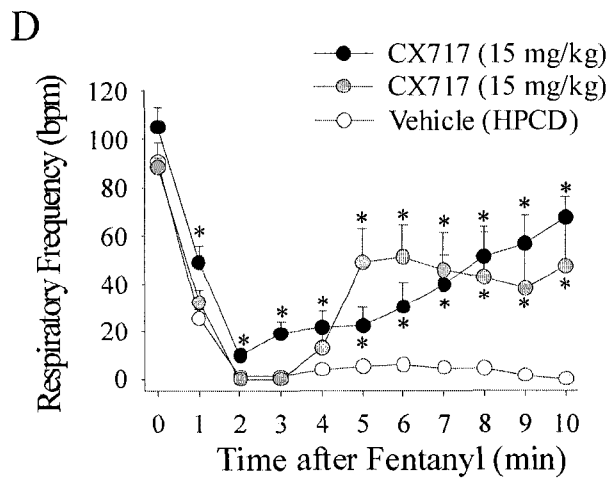 D
CX717 (15 mg/kg)
CX717 (15 mg/kg)
Vehicle (HPCD)
Respiratory Frequency (bpm)
120
100
80
60
40
20
0
* * * * * * * * * *
* * * * * *
0 1 2 3 4 5 6 7 8 9 10
Time after Fentanyl (min)